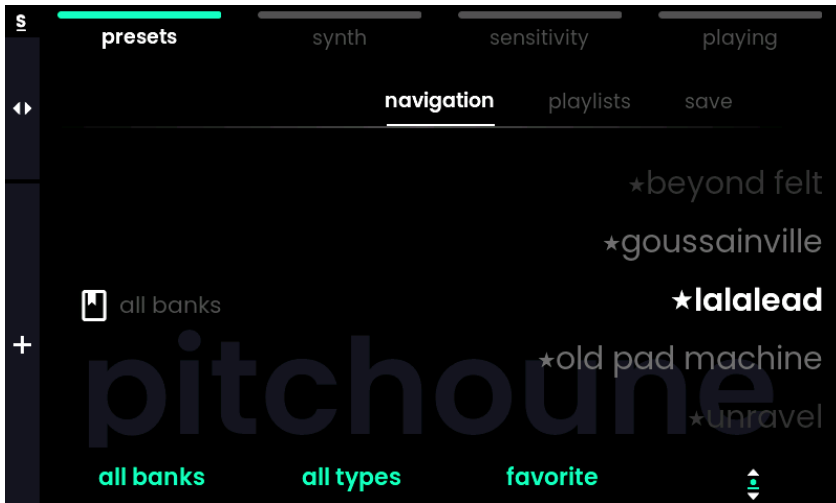 s
presets synth sensitivity playing
navigation playlists save
★beyond felt
★goussainville
★lalalead
all banks
★old pad machine
pitchoune
★unravel
all banks all types favorite